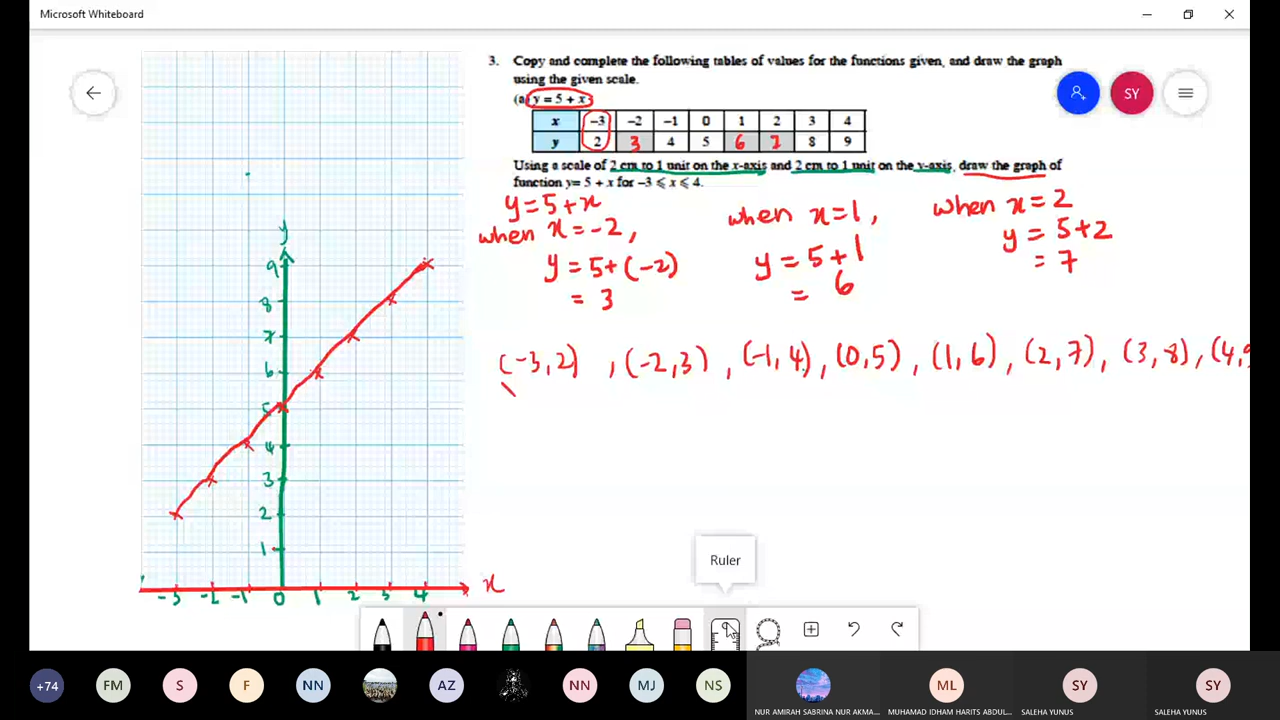 Microsoft Whiteboard
3. Copy and complete the following tables of values for the functions given, and draw the graph
using the given scale.
(a) y = 5 + x
x −3 −2 −1 0 1 2 3 4
y 2 3 4 5 6 7 8 9
Using a scale of 2 cm to 1 unit on the x-axis and 2 cm to 1 unit on the y-axis, draw the graph of
function y= 5 + x for −3 ⩽ x ⩽ 4.
y = 5 + x
when x = -2,
y = 5 + (-2)
= 3
when x = 1,
y = 5 + 1
= 6
when x = 2
y = 5 + 2
= 7
(-3,2) , (-2,3) , (-1,4), (0,5) , (1,6) , (2,7) , (3,8), (4,9
y
9
8
7
6
5
4
3
2
1
-3 -2 -1 0 1 2 3 4
x
SY
Ruler
+74 FM S F NN AZ NN MJ NS ML SY SY
NUR AMIRAH SABRINA NUR AKMA...
MUHAMAD IDHAM HARITS ABDUL...
SALEHA YUNUS
SALEHA YUNUS